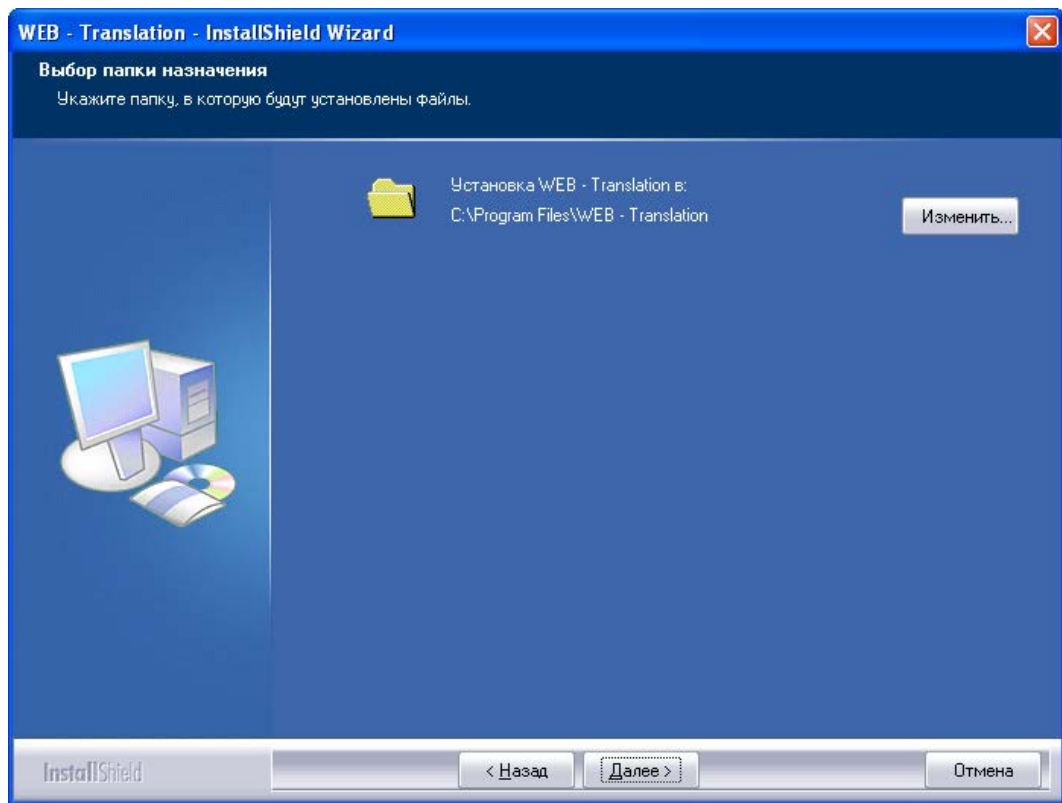 WEB - Translation - InstallShield Wizard
Выбор папки назначения
Укажите папку, в которую будут установлены файлы.
Установка WEB - Translation в:
C:\Program Files\WEB - Translation
Изменить...
InstallShield
< Назад
Далее >
Отмена